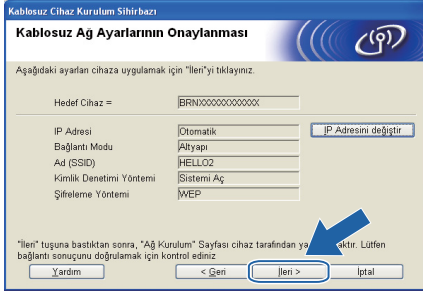 Kablosuz Cihaz Kurulum Sihirbazı
Kablosuz Ağ Ayarlarının Onaylanması
Aşağıdaki ayarları cihaza uygulamak için "İleri"yi tıklayınız.
Hedef Cihaz = BRNXXXXXXXXXXXX
IP Adresi Otomatik IP Adresini değiştir
Bağlantı Modu Altyapı
Ad (SSID) HELLO2
Kimlik Denetimi Yöntemi Sistemi Aç
Şifreleme Yöntemi WEP
"İleri" tuşuna bastıktan sonra, "Ağ Kurulum" Sayfası cihaz tarafından Lütfen
bağlantı sonuçunu doğrulamak için kontrol ediniz
Yardım < Geri İleri > İptal